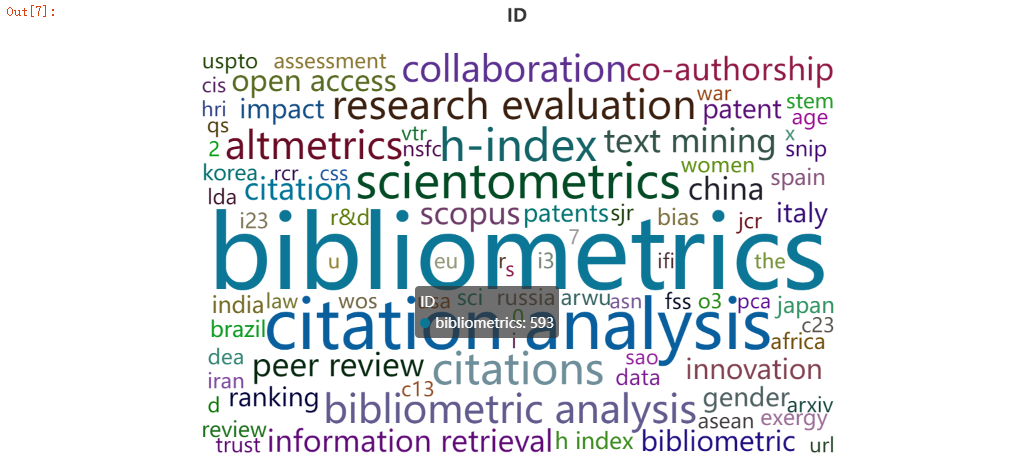 Out[7]:
ID
uspto assessment collaboration co-authorship
cis open access
hri impact research evaluation war patent stem
age
qs vtr x
2 altmetrics nsfc h-index text mining snip
korea rcr css women
lda citation scientometrics china spain
i23 r&d scopus patents sjr bias jcr italy
7
bibliometrics
u eu r s i3 ifi the
india law wos usa sci russia arwu asn fss o3 pca japan
ID
0
bibliometrics: 593
brazil citation analysis c23
i africa
dea peer review citations sao innovation
iran data
c13
d ranking bibliometric analysis gender arxiv
asean exergy
review
trust information retrieval h index bibliometric url